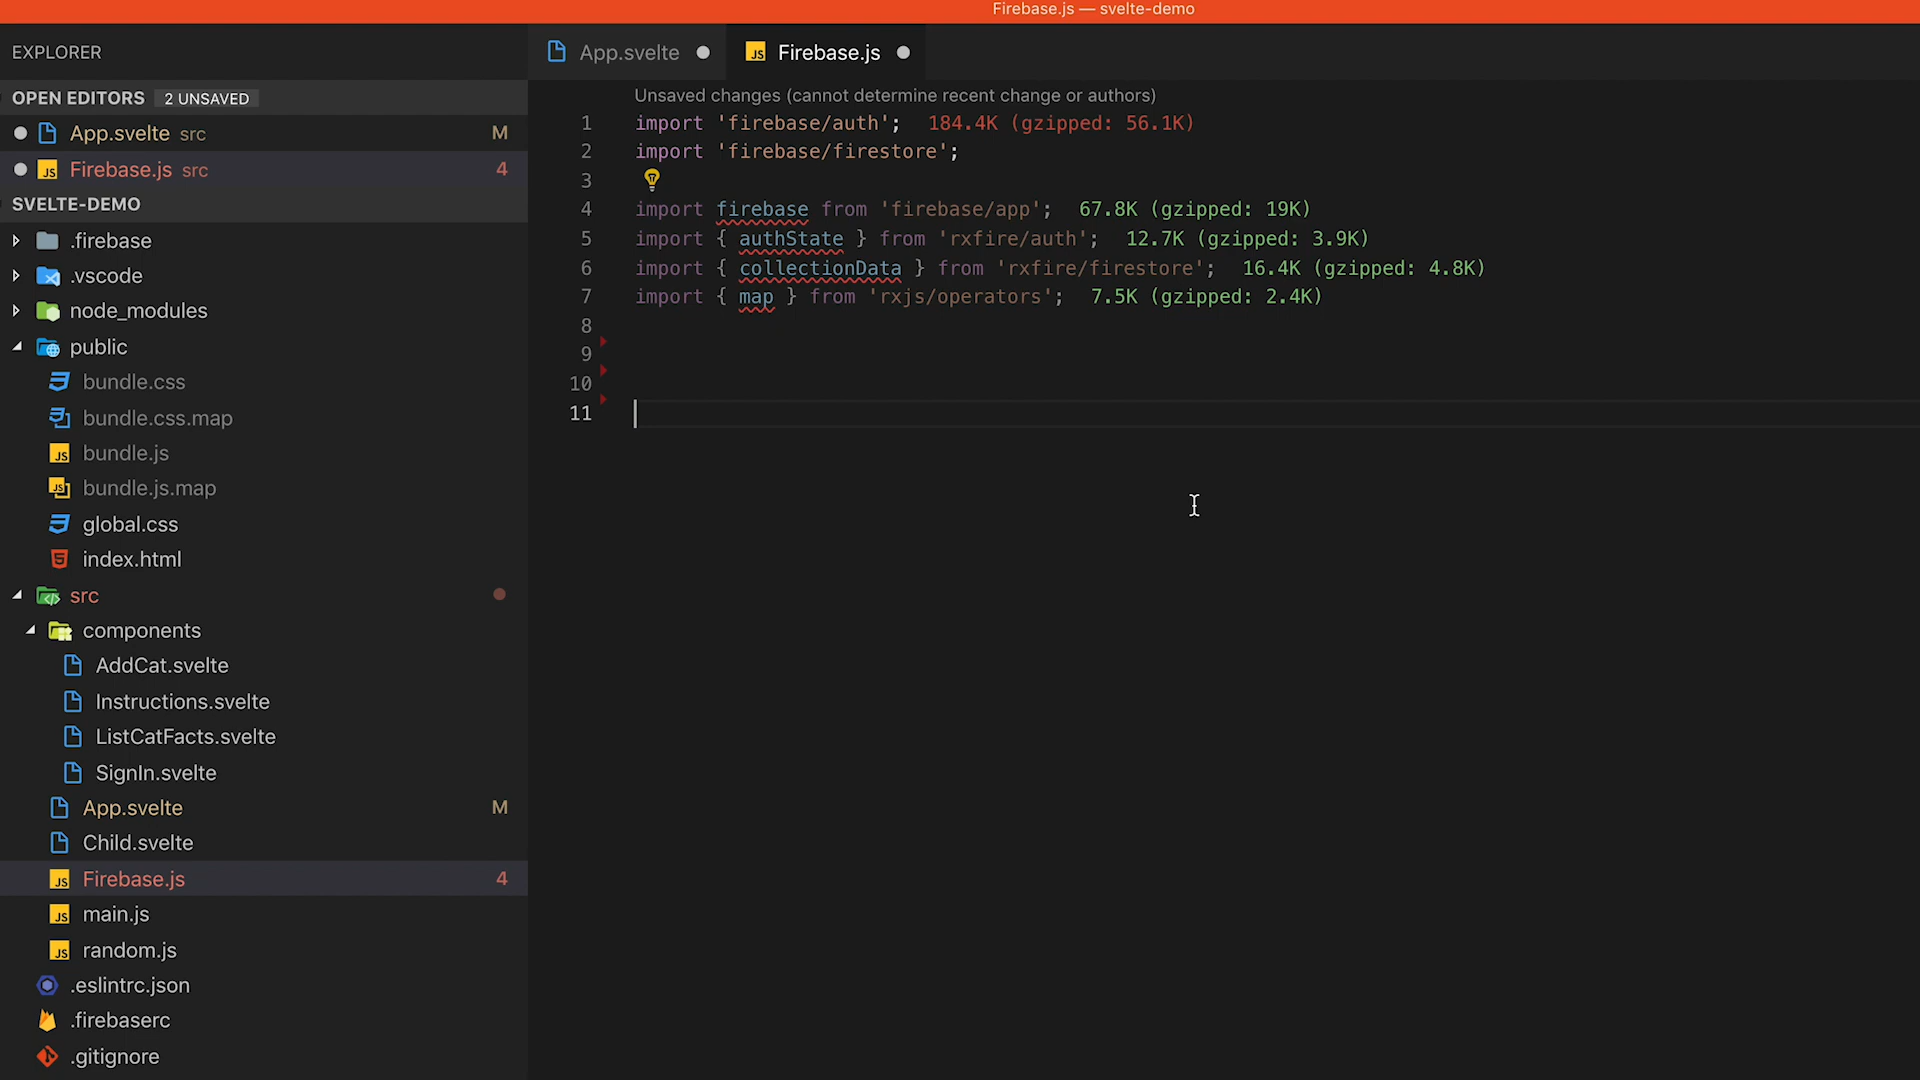 Firebase.js — svelte-demo
EXPLORER
OPEN EDITORS 2 UNSAVED
App.svelte src M
Firebase.js src 4
SVELTE-DEMO
.firebase
.vscode
node_modules
public
bundle.css
bundle.css.map
bundle.js
bundle.js.map
global.css
index.html
src
components
AddCat.svelte
Instructions.svelte
ListCatFacts.svelte
SignIn.svelte
App.svelte M
Child.svelte
Firebase.js 4
main.js
random.js
.eslintrc.json
.firebaserc
.gitignore
App.svelte
Firebase.js
Unsaved changes (cannot determine recent change or authors)
1 import 'firebase/auth'; 184.4K (gzipped: 56.1K)
2 import 'firebase/firestore';
3
4 import firebase from 'firebase/app'; 67.8K (gzipped: 19K)
5 import { authState } from 'rxfire/auth'; 12.7K (gzipped: 3.9K)
6 import { collectionData } from 'rxfire/firestore'; 16.4K (gzipped: 4.8K)
7 import { map } from 'rxjs/operators'; 7.5K (gzipped: 2.4K)
8
9
10
11